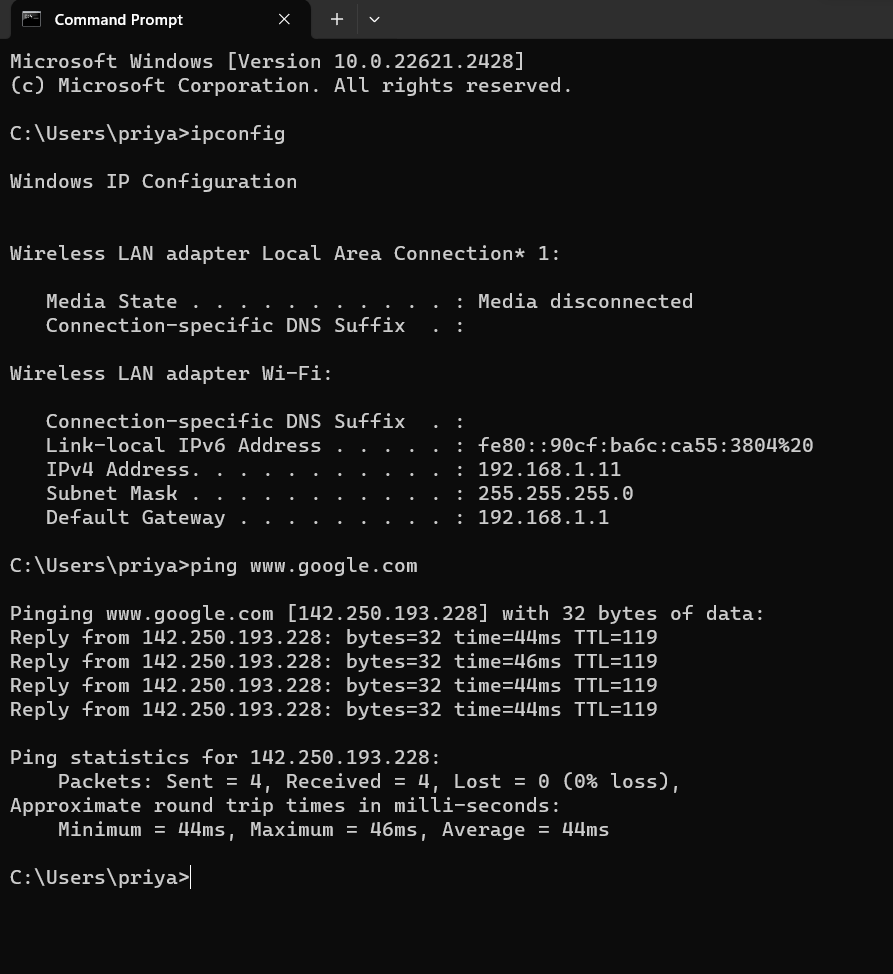 Command Prompt
Microsoft Windows [Version 10.0.22621.2428]
(c) Microsoft Corporation. All rights reserved.
C:\Users\priya>ipconfig
Windows IP Configuration
Wireless LAN adapter Local Area Connection* 1:
   Media State . . . . . . . . . . . : Media disconnected
   Connection-specific DNS Suffix  . :
Wireless LAN adapter Wi-Fi:
   Connection-specific DNS Suffix  . :
   Link-local IPv6 Address . . . . . : fe80::90cf:ba6c:ca55:3804%20
   IPv4 Address. . . . . . . . . . . : 192.168.1.11
   Subnet Mask . . . . . . . . . . . : 255.255.255.0
   Default Gateway . . . . . . . . . : 192.168.1.1
C:\Users\priya>ping www.google.com
Pinging www.google.com [142.250.193.228] with 32 bytes of data:
Reply from 142.250.193.228: bytes=32 time=44ms TTL=119
Reply from 142.250.193.228: bytes=32 time=46ms TTL=119
Reply from 142.250.193.228: bytes=32 time=44ms TTL=119
Reply from 142.250.193.228: bytes=32 time=44ms TTL=119
Ping statistics for 142.250.193.228:
    Packets: Sent = 4, Received = 4, Lost = 0 (0% loss),
Approximate round trip times in milli-seconds:
    Minimum = 44ms, Maximum = 46ms, Average = 44ms
C:\Users\priya>